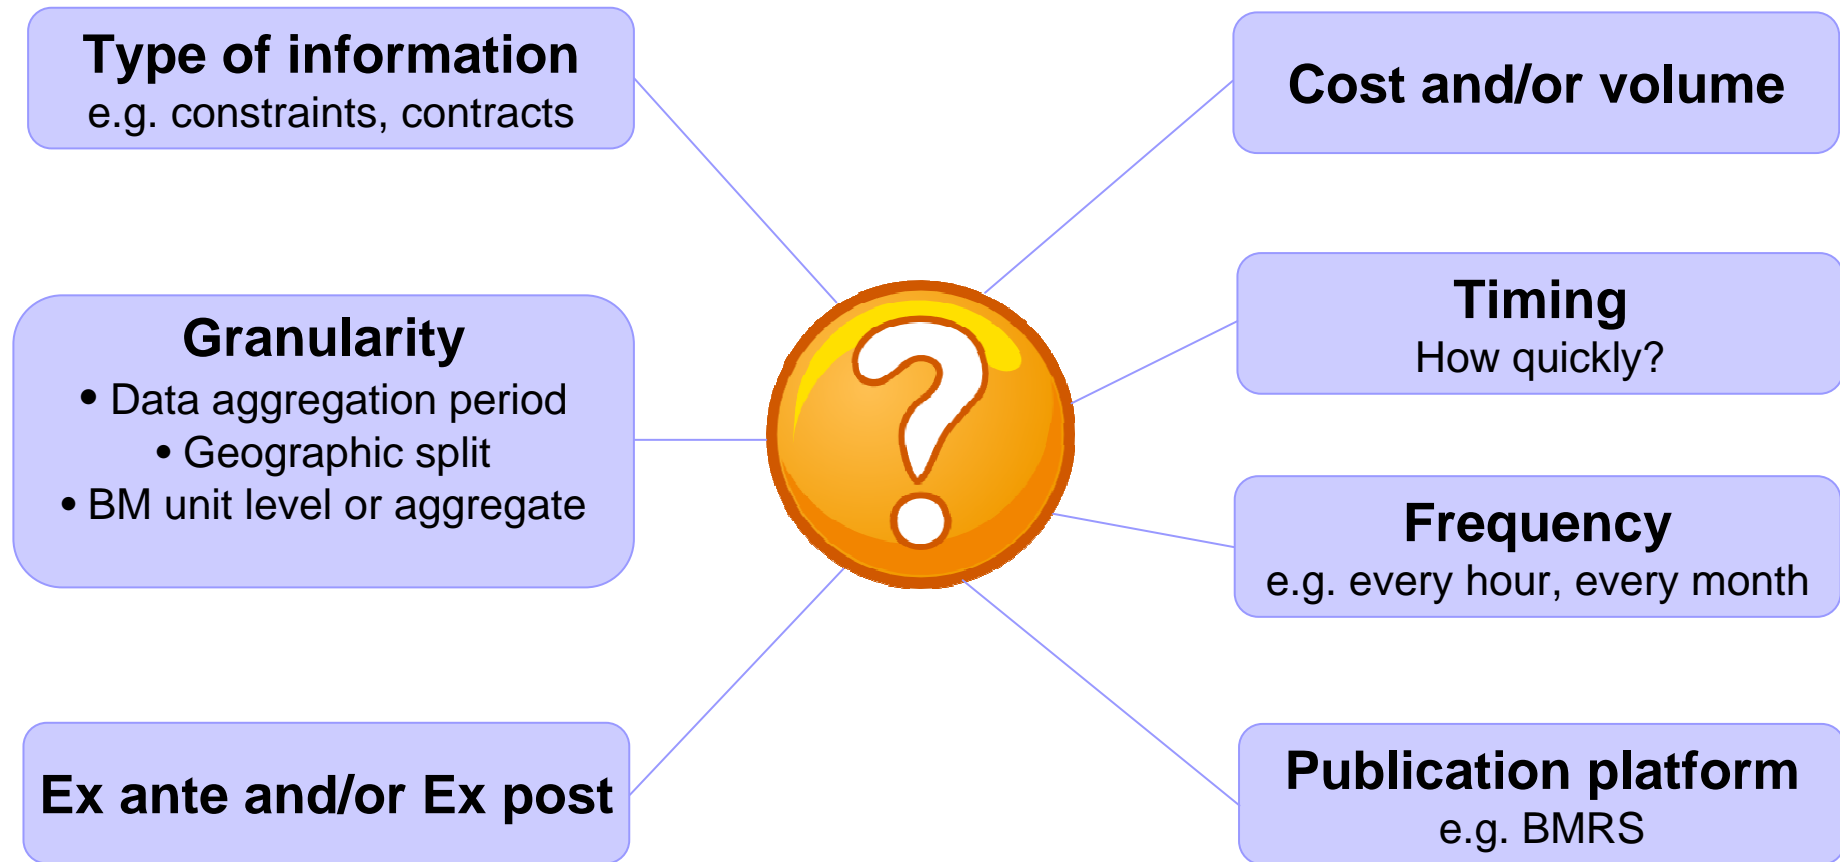 Type of information
e.g. constraints, contracts
Granularity
• Data aggregation period
• Geographic split
• BM unit level or aggregate
Ex ante and/or Ex post
Cost and/or volume
Timing
How quickly?
Frequency
e.g. every hour, every month
Publication platform
e.g. BMRS
?